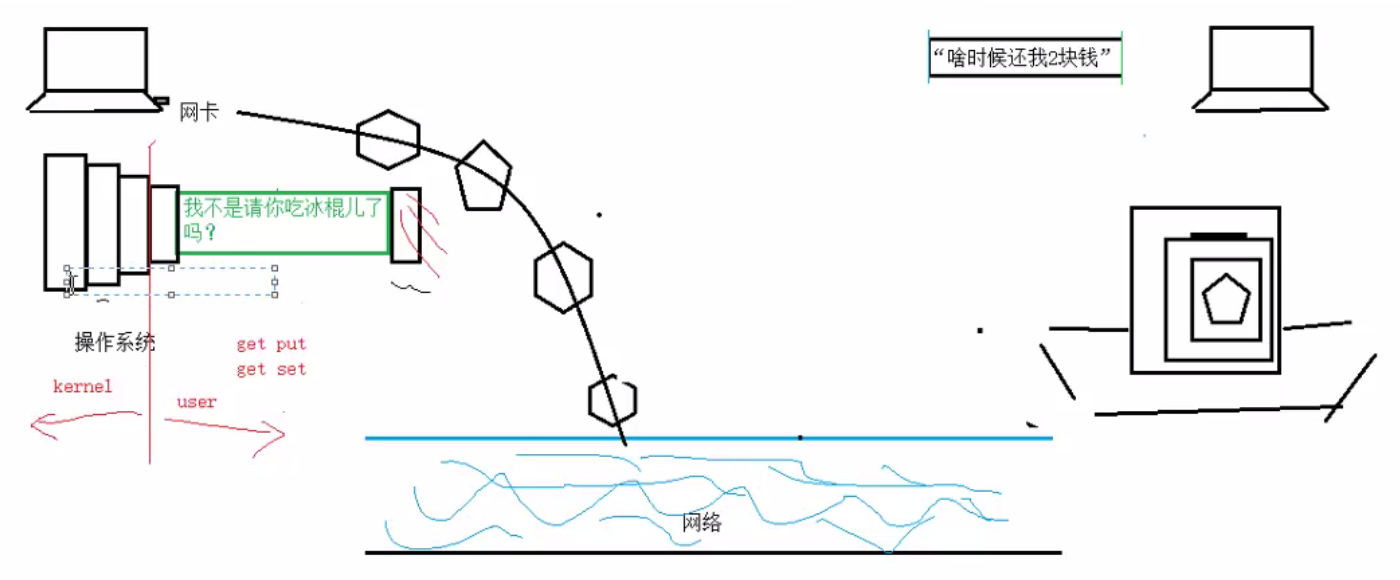 “啥时候还我2块钱”
网卡
我不是请你吃冰棍儿了
吗？
操作系统
get put
get set
kernel
user
网络